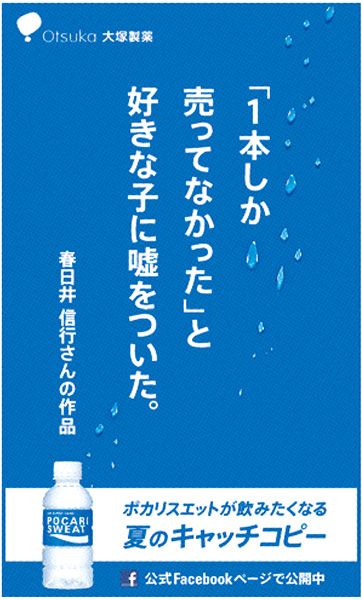 Otsuka 大塚製薬
「1本しか
売ってなかった」と
好きな子に嘘をついた。
春日井 信行さんの作品
POCARI
SWEAT
ポカリスエットが飲みたくなる
夏のキャッチコピー
f 公式Facebookページで公開中